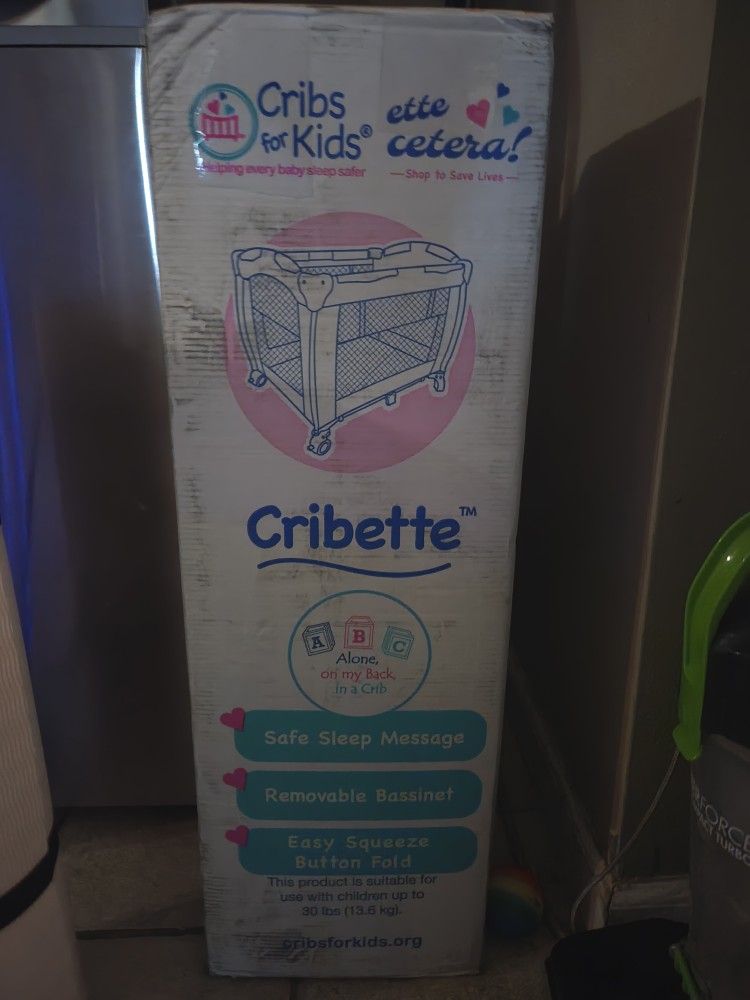 Cribs
for Kids®
Helping every baby sleep safer
ette
cetera!
Shop to Save Lives
Cribette™
A B C
Alone,
on my Back,
in a Crib
Safe Sleep Message
Removable Bassinet
Easy Squeeze
Button Fold
This product is suitable for
use with children up to
30 lbs (13.6 kg).
cribsforkids.org
TURBO